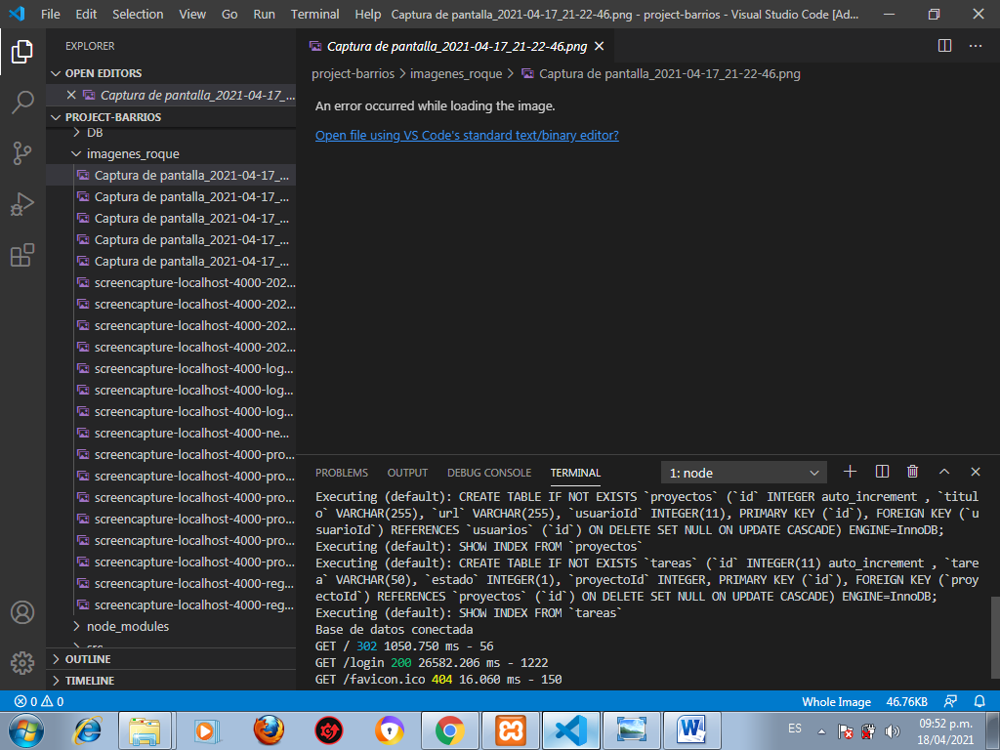 File Edit Selection View Go Run Terminal Help Captura de pantalla_2021-04-17_21-22-46.png - project-barrios - Visual Studio Code [Ad...
EXPLORER
OPEN EDITORS
Captura de pantalla_2021-04-17_...
PROJECT-BARRIOS
DB
imagenes_roque
Captura de pantalla_2021-04-17_...
Captura de pantalla_2021-04-17_...
Captura de pantalla_2021-04-17_...
Captura de pantalla_2021-04-17_...
Captura de pantalla_2021-04-17_...
screencapture-localhost-4000-202...
screencapture-localhost-4000-202...
screencapture-localhost-4000-202...
screencapture-localhost-4000-202...
screencapture-localhost-4000-log...
screencapture-localhost-4000-log...
screencapture-localhost-4000-log...
screencapture-localhost-4000-ne...
screencapture-localhost-4000-pro...
screencapture-localhost-4000-pro...
screencapture-localhost-4000-pro...
screencapture-localhost-4000-pro...
screencapture-localhost-4000-pro...
screencapture-localhost-4000-pro...
screencapture-localhost-4000-reg...
screencapture-localhost-4000-reg...
node_modules
src
OUTLINE
TIMELINE
Captura de pantalla_2021-04-17_21-22-46.png
project-barrios > imagenes_roque > Captura de pantalla_2021-04-17_21-22-46.png
An error occurred while loading the image.
Open file using VS Code's standard text/binary editor?
PROBLEMS OUTPUT DEBUG CONSOLE TERMINAL 1: node
Executing (default): CREATE TABLE IF NOT EXISTS `proyectos` (`id` INTEGER auto_increment , `titul
o` VARCHAR(255), `url` VARCHAR(255), `usuarioId` INTEGER(11), PRIMARY KEY (`id`), FOREIGN KEY (`u
suarioId`) REFERENCES `usuarios` (`id`) ON DELETE SET NULL ON UPDATE CASCADE) ENGINE=InnoDB;
Executing (default): SHOW INDEX FROM `proyectos`
Executing (default): CREATE TABLE IF NOT EXISTS `tareas` (`id` INTEGER(11) auto_increment , `tare
a` VARCHAR(50), `estado` INTEGER(1), `proyectoId` INTEGER, PRIMARY KEY (`id`), FOREIGN KEY (`proy
ectoId`) REFERENCES `proyectos` (`id`) ON DELETE SET NULL ON UPDATE CASCADE) ENGINE=InnoDB;
Executing (default): SHOW INDEX FROM `tareas`
Base de datos conectada
GET / 302 1050.750 ms - 56
GET /login 200 26582.206 ms - 1222
GET /favicon.ico 404 16.060 ms - 150
0 0 Whole Image 46.76KB
ES
09:52 p.m.
18/04/2021